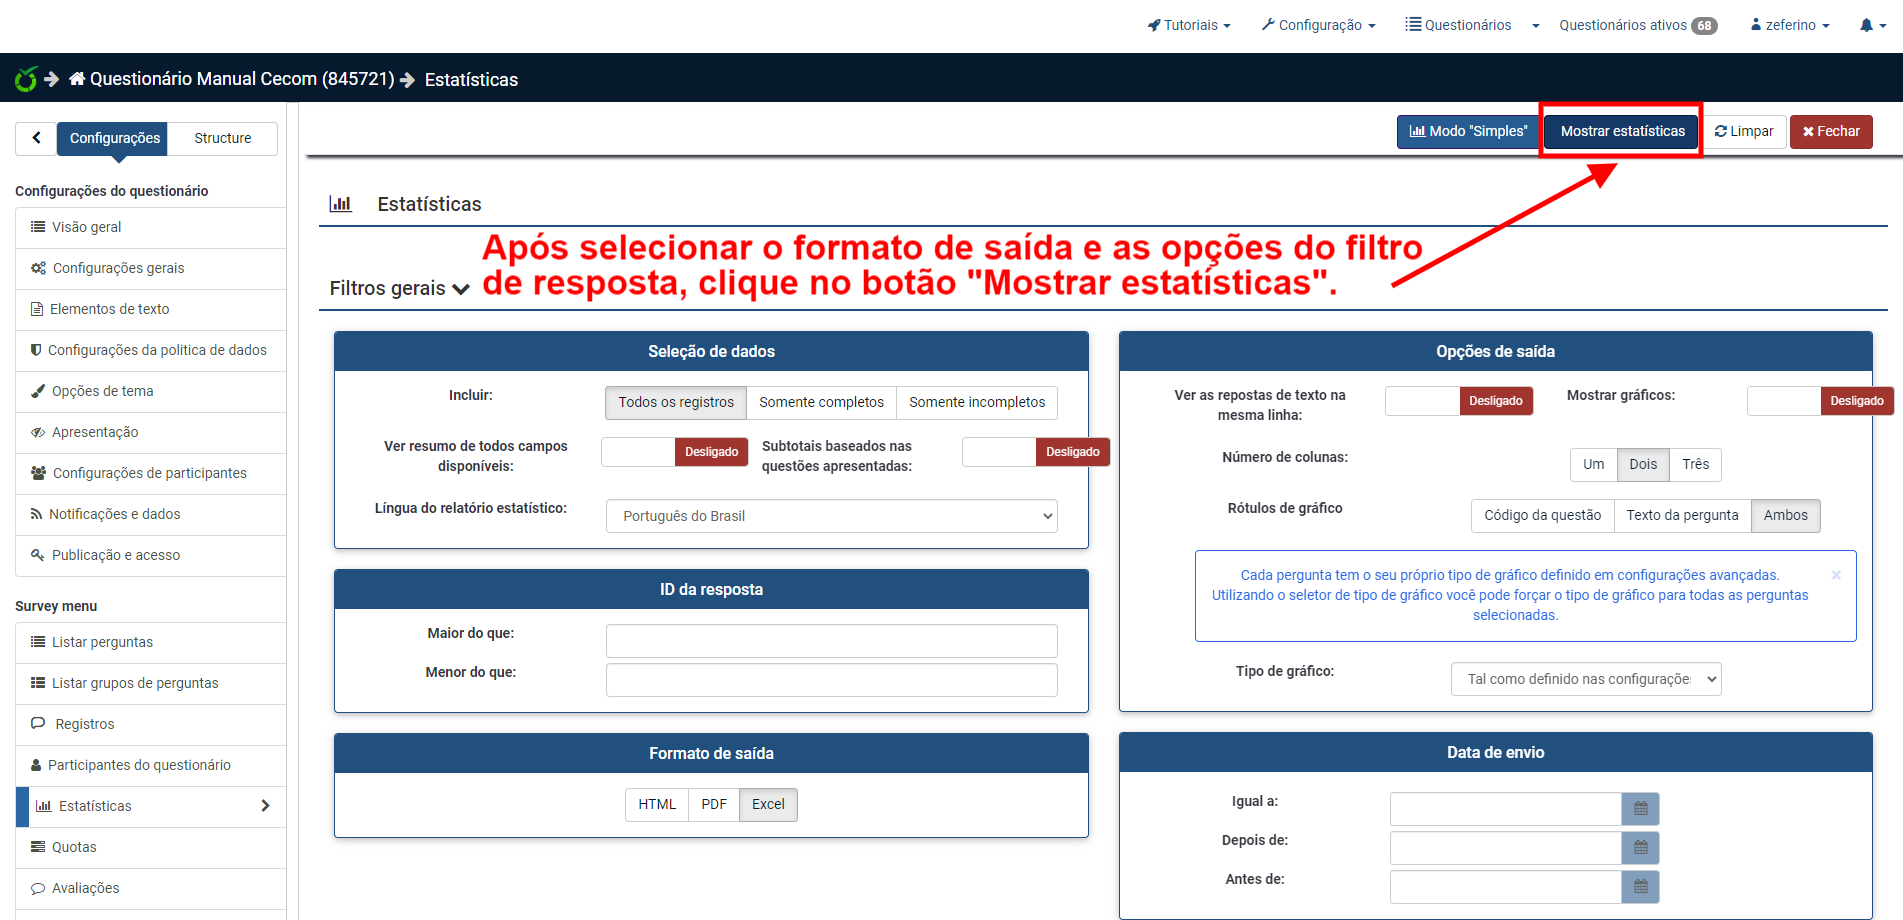 Tutoriais
Configuração
Questionários
Questionários ativos 68
zeferino
Questionário Manual Cecom (845721)
Estatísticas
Configurações
Structure
Modo "Simples"
Mostrar estatísticas
Limpar
Fechar
Configurações do questionário
Visão geral
Configurações gerais
Elementos de texto
Configurações da politica de dados
Opções de tema
Apresentação
Configurações de participantes
Notificações e dados
Publicação e acesso
Survey menu
Listar perguntas
Listar grupos de perguntas
Registros
Participantes do questionário
Estatísticas
Quotas
Avaliações
Estatísticas
Após selecionar o formato de saída e as opções do filtro
de resposta, clique no botão "Mostrar estatísticas".
Filtros gerais
Seleção de dados
Incluir:
Todos os registros
Somente completos
Somente incompletos
Ver resumo de todos campos
disponíveis:
Desligado
Subtotais baseados nas
questões apresentadas:
Desligado
Língua do relatório estatístico:
Português do Brasil
ID da resposta
Maior do que:
Menor do que:
Formato de saída
HTML
PDF
Excel
Opções de saída
Ver as repostas de texto na
mesma linha:
Desligado
Mostrar gráficos:
Desligado
Número de colunas:
Um
Dois
Três
Rótulos de gráfico
Código da questão
Texto da pergunta
Ambos
Cada pergunta tem o seu próprio tipo de gráfico definido em configurações avançadas.
Utilizando o seletor de tipo de gráfico você pode forçar o tipo de gráfico para todas as perguntas
selecionadas.
Tipo de gráfico:
Tal como definido nas configuraçõe
Data de envio
Igual a:
Depois de:
Antes de: